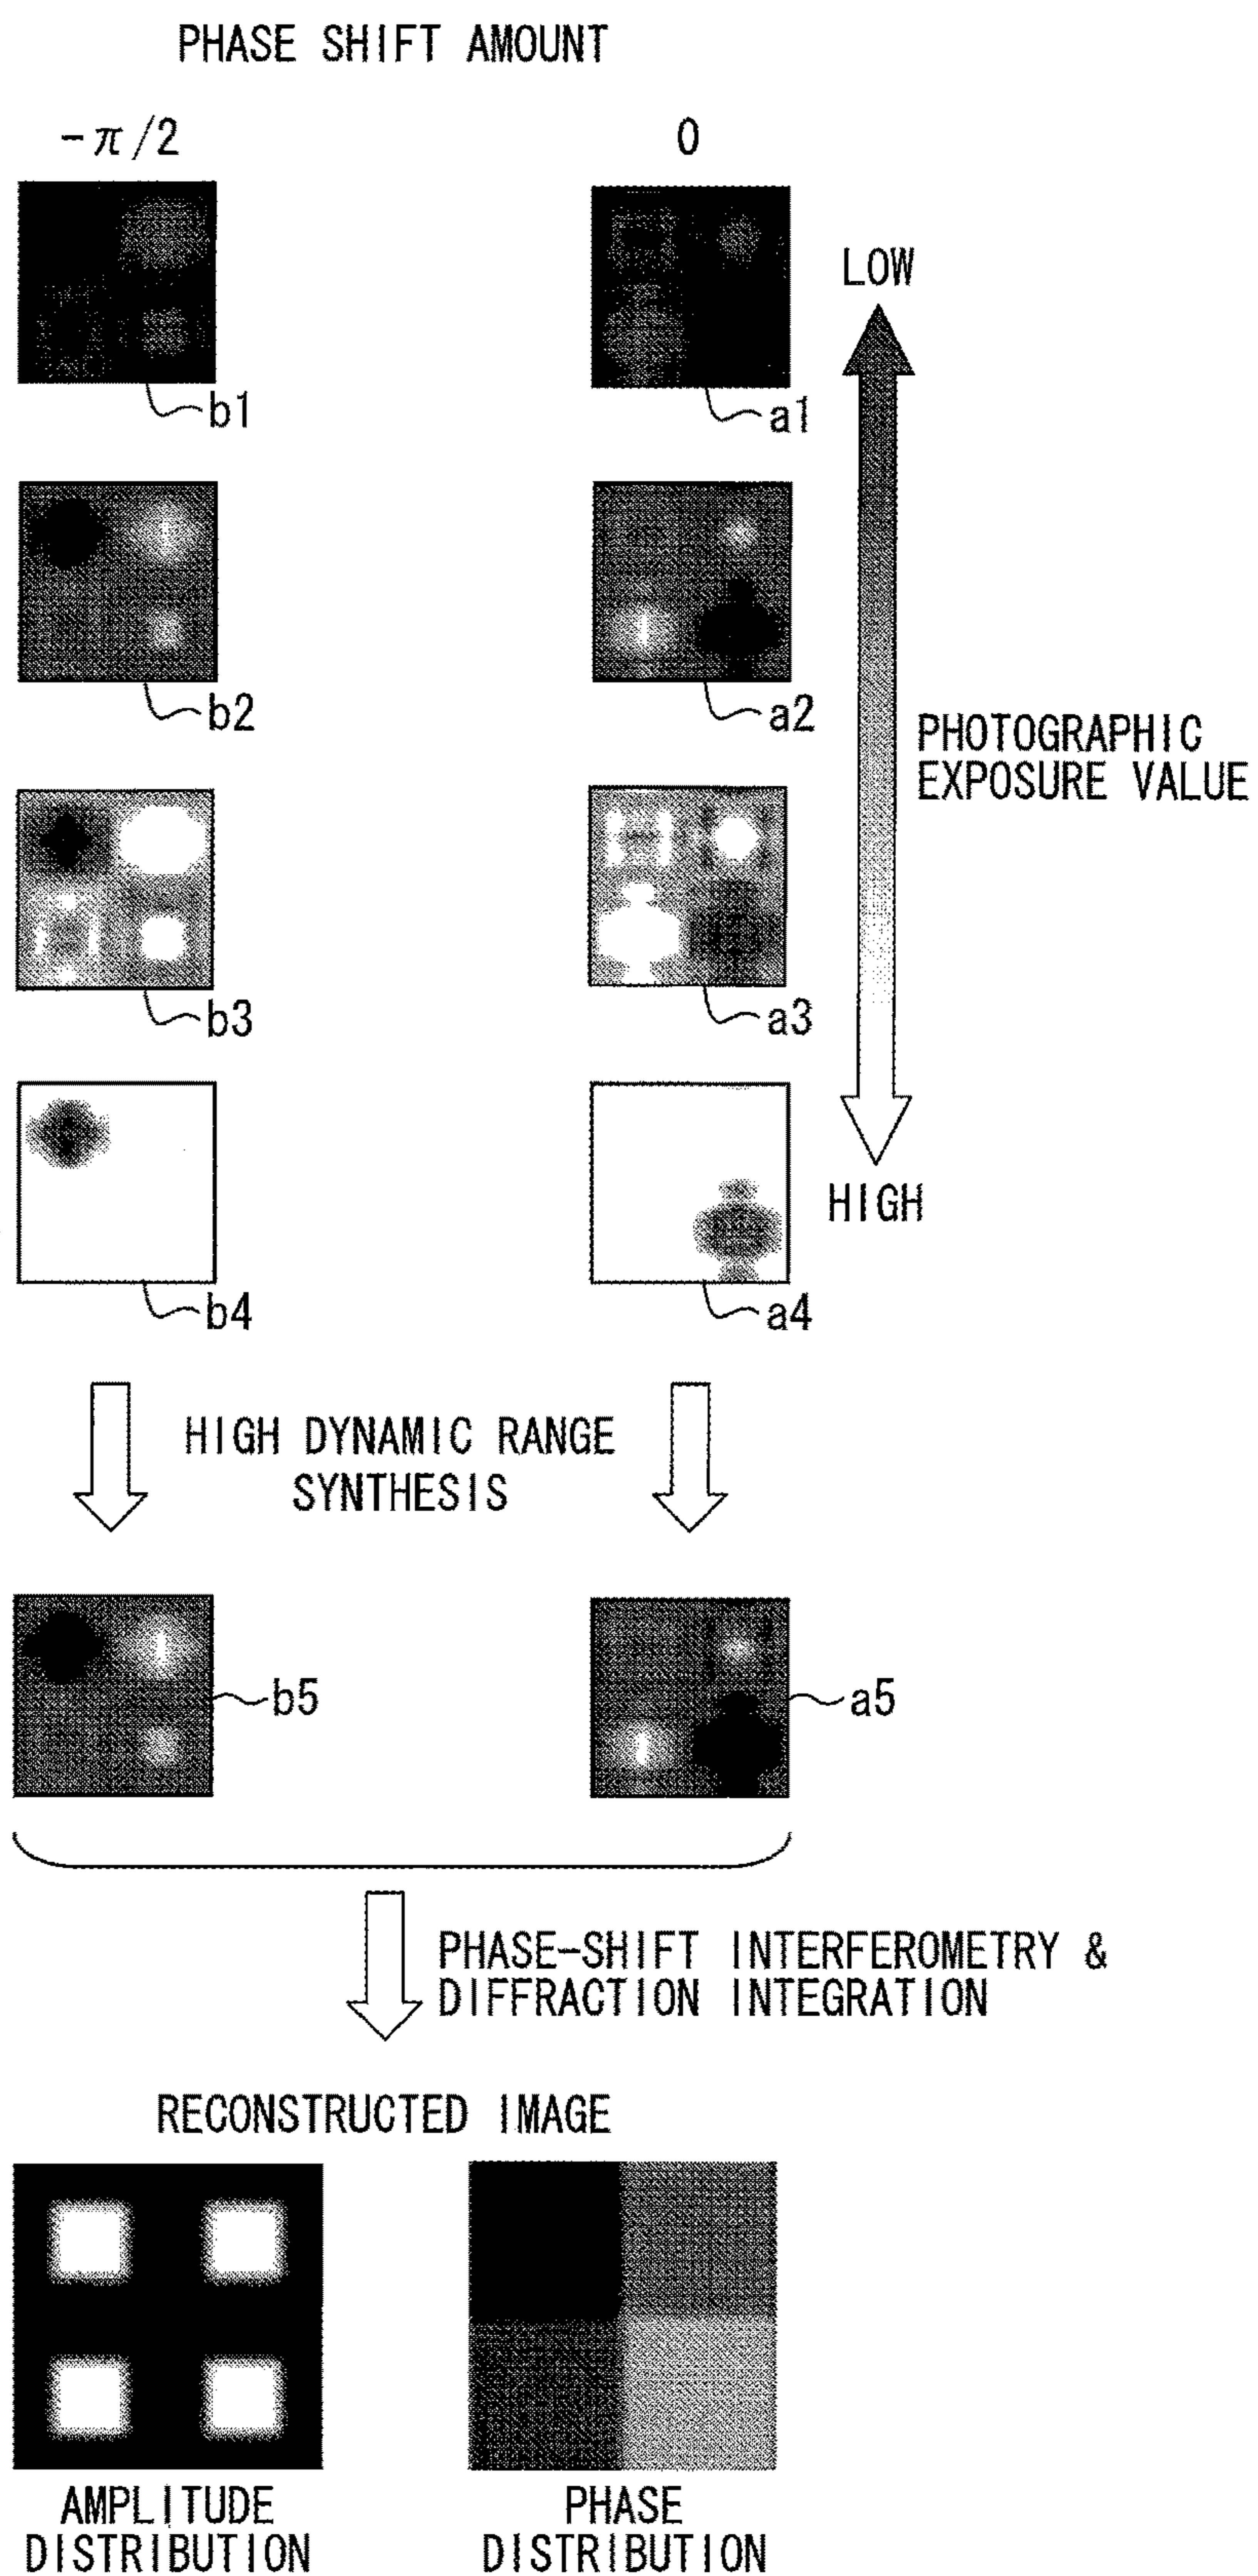 PHASE SHIFT AMOUNT
-π/2
0
LOW
b1
a1
b2
a2
PHOTOGRAPHIC
EXPOSURE VALUE
b3
a3
HIGH
b4
a4
HIGH DYNAMIC RANGE
SYNTHESIS
b5
a5
PHASE-SHIFT INTERFEROMETRY &
DIFFRACTION INTEGRATION
RECONSTRUCTED IMAGE
AMPLITUDE
DISTRIBUTION
PHASE
DISTRIBUTION